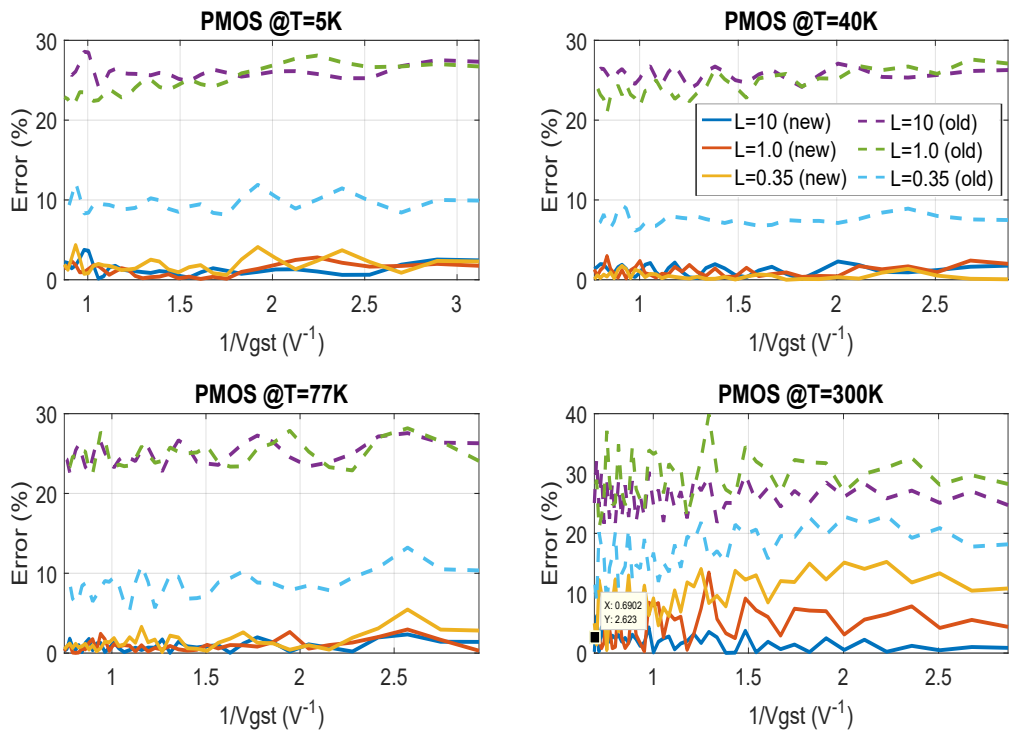 PMOS @T=5K
30
20
10
0
Error (%)
1 1.5 2 2.5 3
1/Vgst (V⁻¹)
PMOS @T=40K
30
20
10
0
Error (%)
L=10 (new) L=10 (old)
L=1.0 (new) L=1.0 (old)
L=0.35 (new) L=0.35 (old)
1 1.5 2 2.5
1/Vgst (V⁻¹)
PMOS @T=77K
30
20
10
0
Error (%)
1 1.5 2 2.5
1/Vgst (V⁻¹)
PMOS @T=300K
40
30
20
10
0
Error (%)
X: 0.6902
Y: 2.623
1 1.5 2 2.5
1/Vgst (V⁻¹)